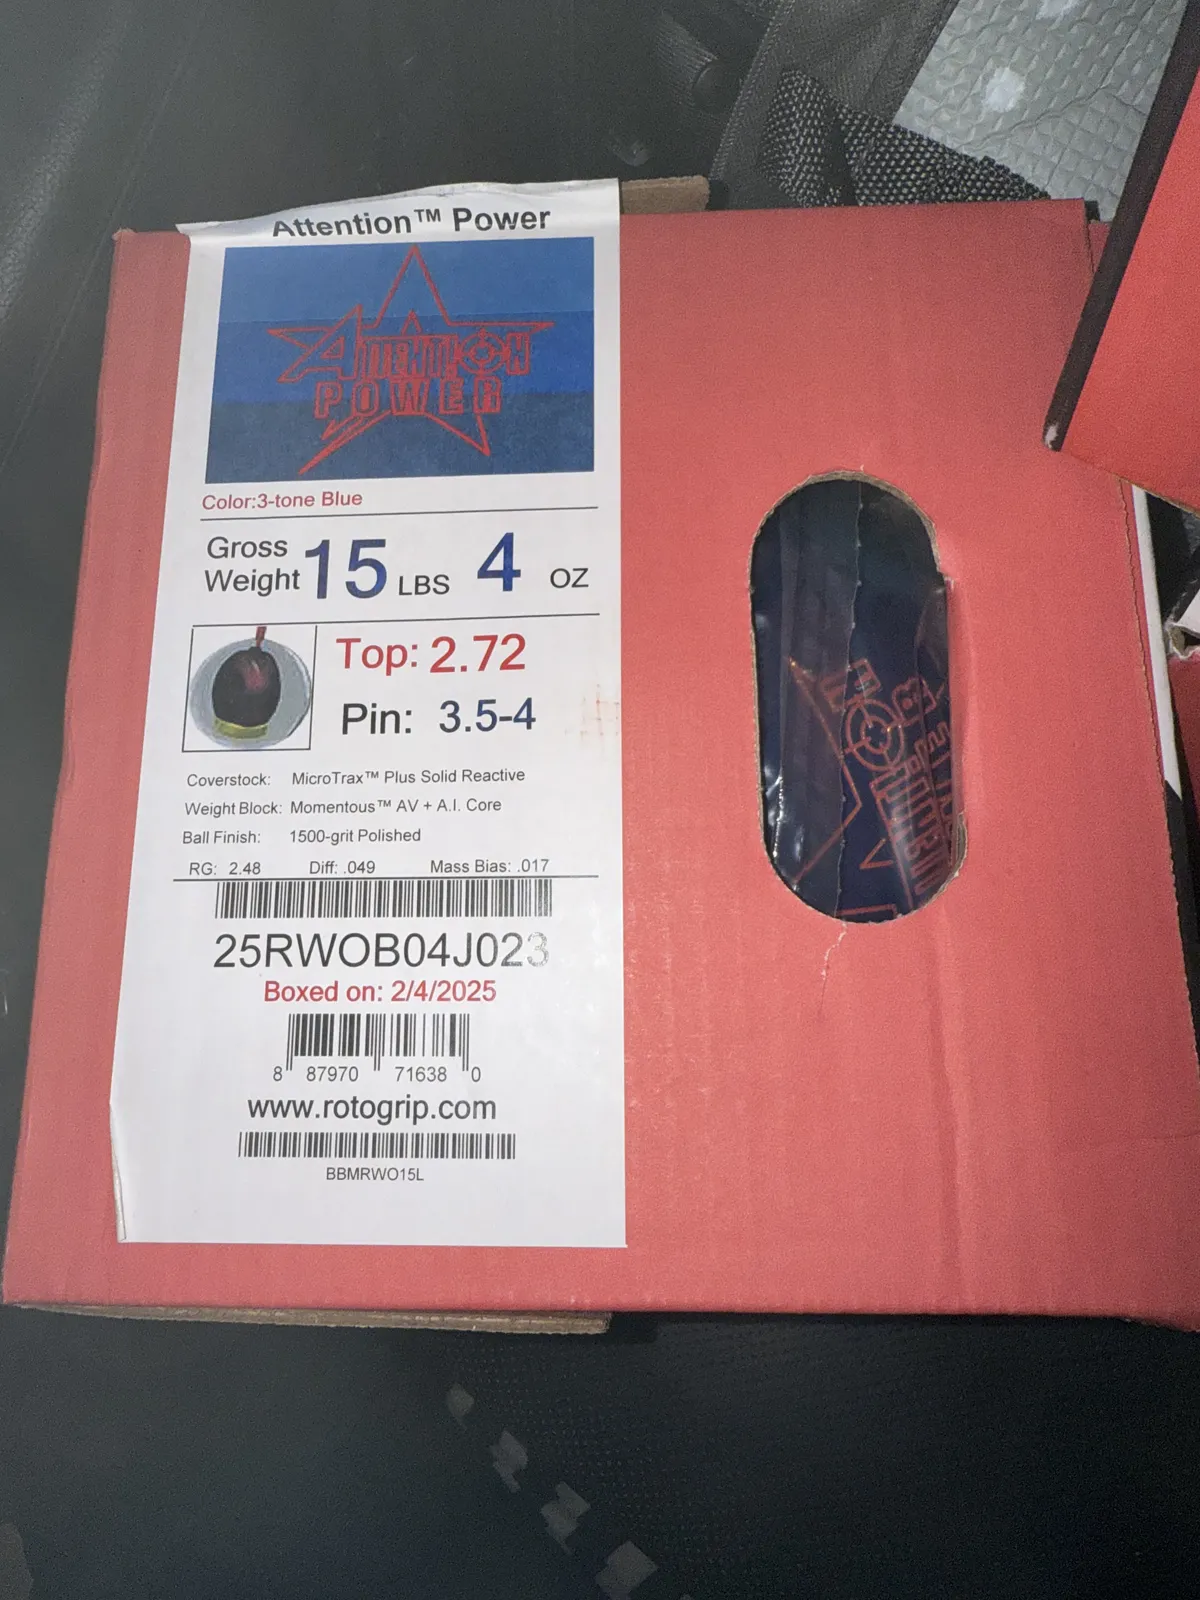 Attention™ Power
ATTENTION
POWER
Color:3-tone Blue
Gross Weight 15 LBS 4 OZ
Top: 2.72
Pin: 3.5-4
Coverstock: MicroTrax™ Plus Solid Reactive
Weight Block: Momentous™ AV + A.I. Core
Ball Finish: 1500-grit Polished
RG: 2.48 Diff: .049 Mass Bias: .017
25RWOB04J023
Boxed on: 2/4/2025
8 87970 71638 0
www.rotogrip.com
BBMRWO15L